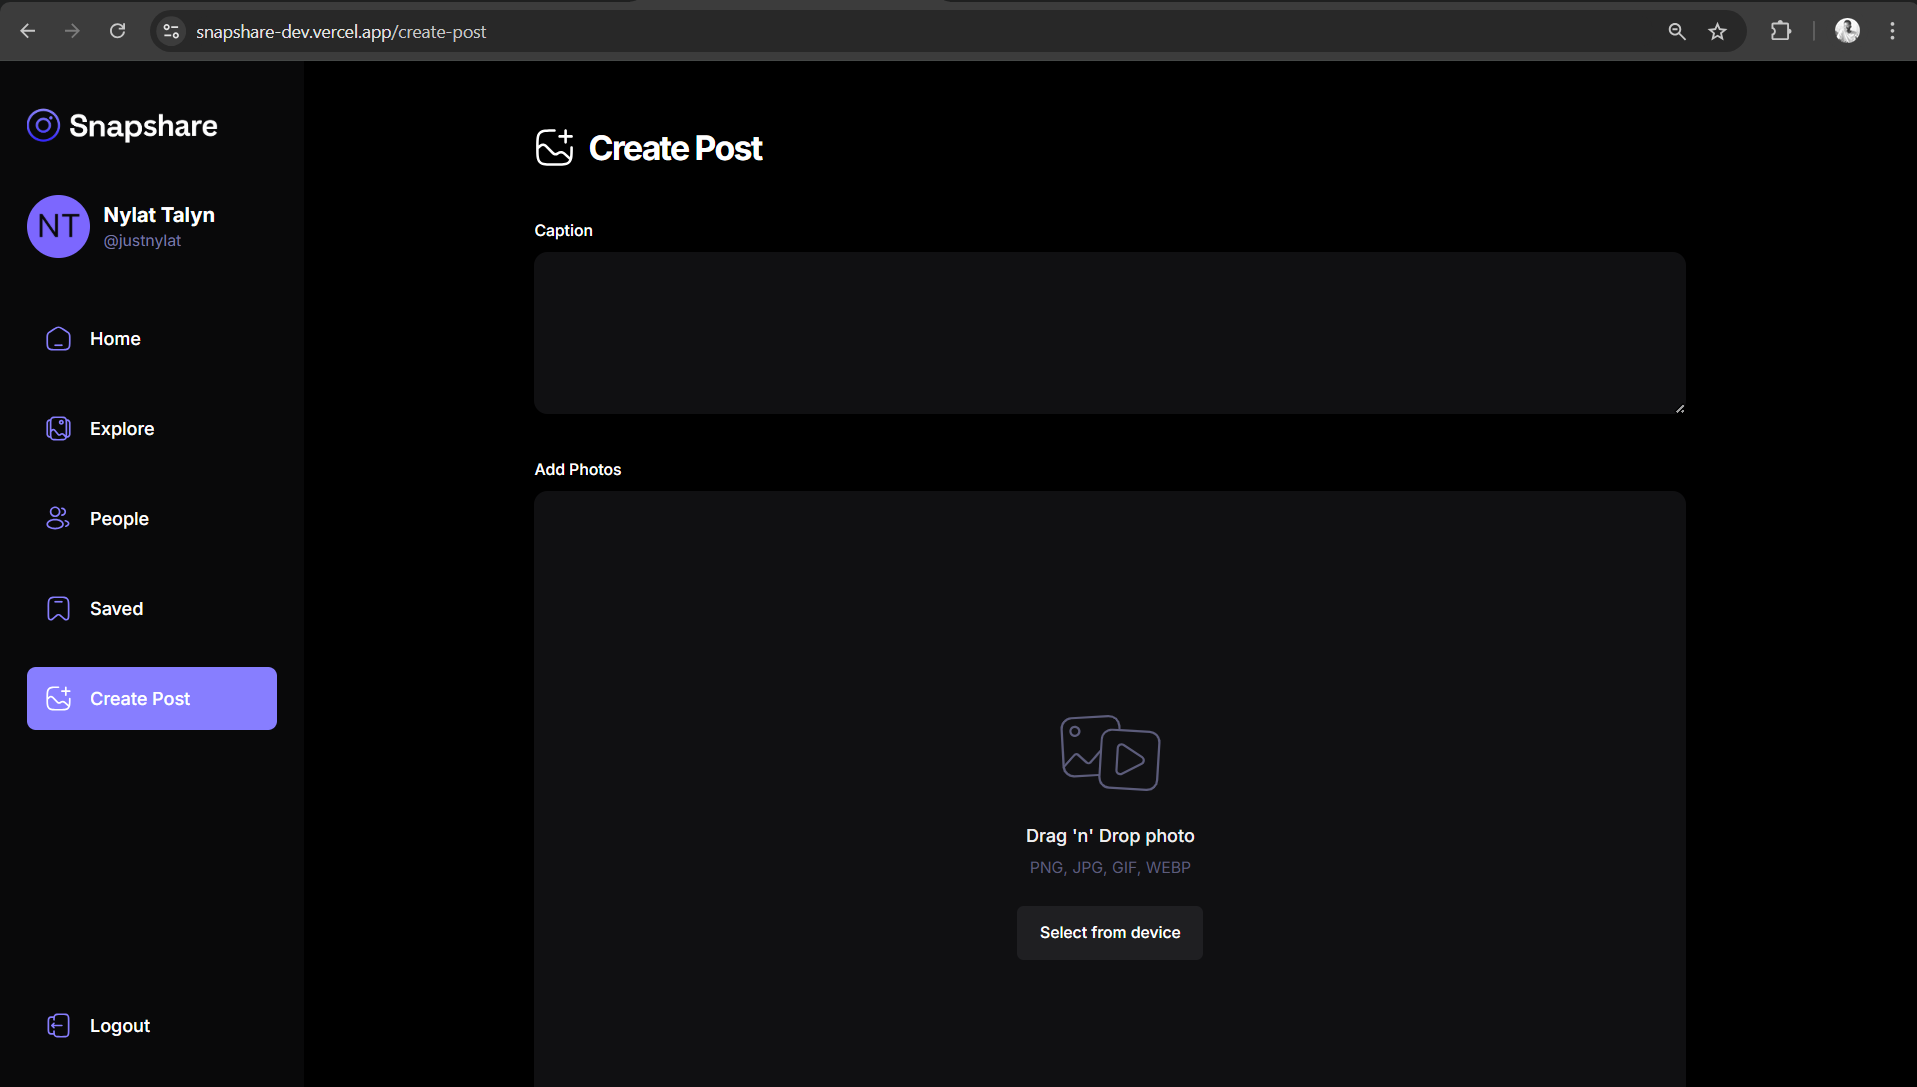 snapshare-dev.vercel.app/create-post
Snapshare
NT
Nylat Talyn
@justnylat
Home
Explore
People
Saved
Create Post
Logout
Create Post
Caption
Add Photos
Drag 'n' Drop photo
PNG, JPG, GIF, WEBP
Select from device